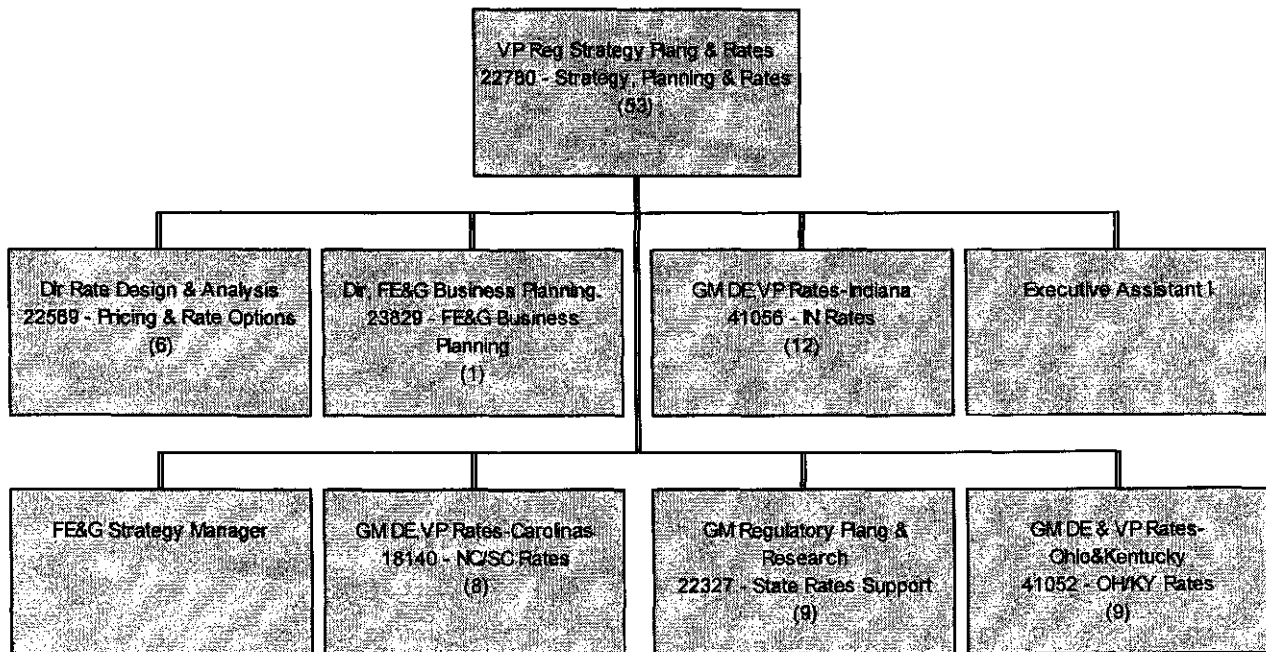 VP Reg Strategy Plang & Rates
22780 - Strategy, Planning & Rates
(53)
Dir Rate Design & Analysis
22569 - Pricing & Rate Options
(6)
Dir, FE&G Business Planning.
23829 - FE&G Business
Planning
(1)
GM DE,VP Rates-Indiana
41056 - IN Rates
(12)
Executive Assistant I
FE&G Strategy Manager
GM DE,VP Rates-Carolinas
18140 - NC/SC Rates
(8)
GM Regulatory Plang &
Research
22327 - State Rates Support
(9)
GM DE & VP Rates-
Ohio&Kentucky
41052 - OH/KY Rates
(9)